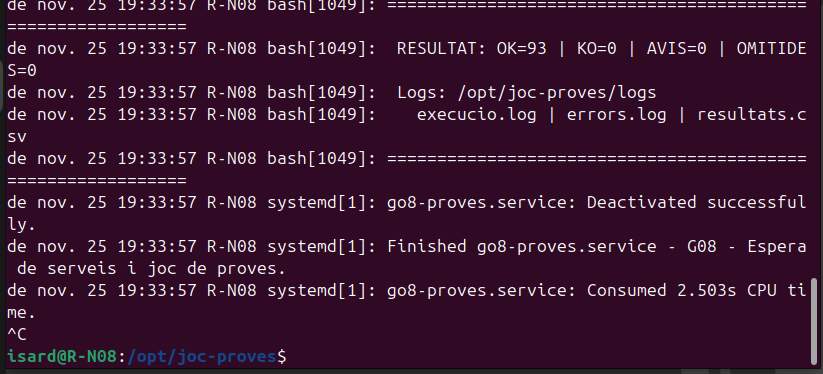 de nov. 25 19:33:57 R-N08 bash[1049]: ==========================================
==================
de nov. 25 19:33:57 R-N08 bash[1049]:  RESULTAT: OK=93 | KO=0 | AVIS=0 | OMITIDE
S=0
de nov. 25 19:33:57 R-N08 bash[1049]:  Logs: /opt/joc-proves/logs
de nov. 25 19:33:57 R-N08 bash[1049]:    execucio.log | errors.log | resultats.c
sv
de nov. 25 19:33:57 R-N08 bash[1049]: ==========================================
==================
de nov. 25 19:33:57 R-N08 systemd[1]: go8-proves.service: Deactivated successful
ly.
de nov. 25 19:33:57 R-N08 systemd[1]: Finished go8-proves.service - G08 - Espera
 de serveis i joc de proves.
de nov. 25 19:33:57 R-N08 systemd[1]: go8-proves.service: Consumed 2.503s CPU ti
me.
^C
isard@R-N08:/opt/joc-proves$